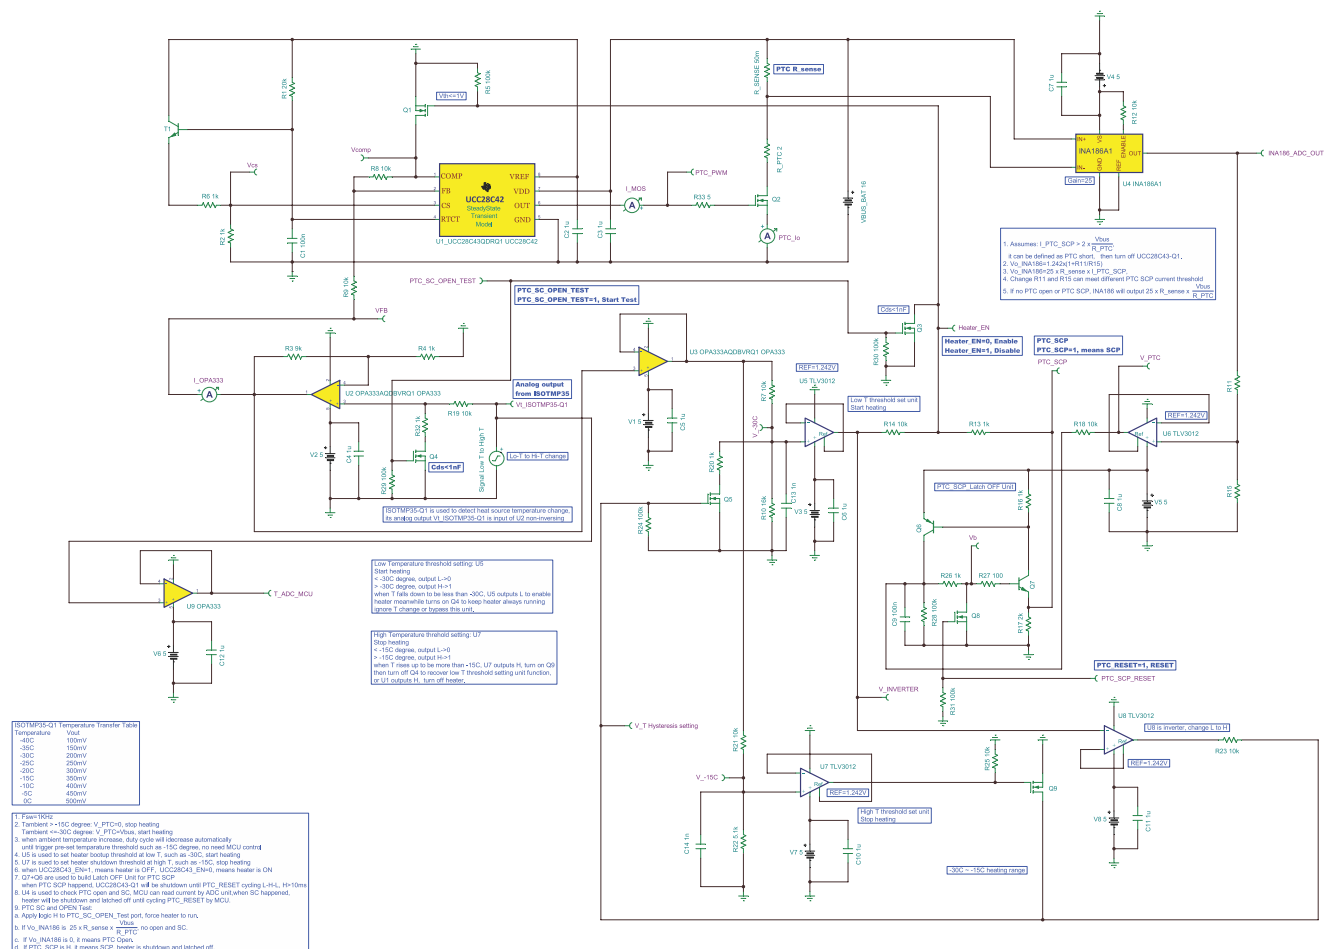 R1 20k
T1
Vcs
R6 1k
R2 1k
C1 100n
Q1
Vth<=1V
R5 100k
Vcomp
R8 10k
COMP
FB
CS
RTCT
VREF
VDD
OUT
GND
UCC28C42
SteadyState
Transient
Model
U1_UCC28C43QDRQ1 UCC28C42
C2 1u
C3 1u
I_MOS
A
PTC_PWM
R33 5
R_SENSE 50m
PTC R_sense
R_PTC 2
Q2
A
PTC_Io
VBUS_BAT 16
C7 1u
V4 5
R12 10k
IN+
IN-
VS
ENABLE
GND
REF
OUT
INA186A1
U4 INA186A1
Gain=25
INA186_ADC_OUT
1. Assumes: I_PTC_SCP > 2 x Vbus
R_PTC
it can be defined as PTC short, then turn off UCC28C43-Q1.
2. Vo_INA186=1.242x(1+R11/R15)
3. Vo_INA186=25 x R_sense x I_PTC_SCP.
4. Change R11 and R15 can meet different PTC SCP current threshold
5. If no PTC open or PTC SCP, INA186 will output 25 x R_sense x Vbus
R_PTC
R9 10k
VFB
PTC_SC_OPEN_TEST
PTC_SC_OPEN_TEST
PTC_SC_OPEN_TEST=1, Start Test
R3 9k
R4 1k
I_OPA333
A
U2 OPA333AQDBVRQ1 OPA333
V2 5
C4 1u
R32 1k
R19 10k
Q4
R29 100k
Cds<1nF
Analog output
from ISOTMP35
Vt_ISOTMP35-Q1
Signal Low T to High T
Lo-T to Hi-T change
ISOTMP35-Q1 is used to detect heat source temperature change,
its analog output Vt_ISOTMP35-Q1 is input of U2 non-inversing
U3 OPA333AQDBVRQ1 OPA333
V1 5
C5 1u
R7 10k
V_-30C
R20 1k
Q5
R24 100k
R10 16k
C13 1n
REF=1.242V
U5 TLV3012
Ref
Low T threshold set unit
Start heating
V3 5
C6 1u
Cds<1nF
Q3
R30 100k
Heater_EN
Heater_EN=0, Enable
Heater_EN=1, Disable
PTC_SCP
PTC_SCP=1, means SCP
PTC_SCP
V_PTC
R11
R14 10k
R13 1k
R18 10k
REF=1.242V
Ref
U6 TLV3012
PTC_SCP_Latch OFF Unit
R16 1k
C8 1u
V5 5
R15
Q6
Vb
R26 1k
R27 100
Q7
C9 100n
R28 100k
Q8
R17 2k
PTC_RESET=1, RESET
PTC_SCP_RESET
R31 100k
U9 OPA333
T_ADC_MCU
V6 5
C12 1u
Low Temperature threshold setting: U5
Start heating
< -30C degree, output L->0
> -30C degree, output H->1
when T falls down to be less than -30C, U5 outputs L to enable
heater meanwhile turns on Q4 to keep heater always running
ignore T change or bypass this unit.
High Temperature threhold setting: U7
Stop heating
< -15C degree, output L->0
> -15C degree, output H->1
when T rises up to be more than -15C, U7 outputs H, turn on Q9
then turn off Q4 to recover low T threshold setting unit function,
or U1 outputs H, turn off heater.
V_INVERTER
V_T Hysteresis setting
R21 10k
V_-15C
C14 1n
R22 5.1k
U7 TLV3012
Ref
REF=1.242V
High T threshold set unit
Stop heating
V7 5
C10 1u
R25 10k
Q9
U8 TLV3012
U8 is inverter, change L to H
Ref
REF=1.242V
R23 10k
V8 5
C11 1u
-30C ~ -15C heating range
ISOTMP35-Q1 Temperature Transfer Table
Temperature Vout
-40C 100mV
-35C 150mV
-30C 200mV
-25C 250mV
-20C 300mV
-15C 350mV
-10C 400mV
-5C 450mV
0C 500mV
1. Fsw=1KHz
2. Tambient > -15C degree: V_PTC=0, stop heating
Tambient <=-30C degree: V_PTC=Vbus, start heating
3. when ambient temperature increase, duty cycle will idecrease automatically
until trigger pre-set temperature threshold such as -15C degree, no need MCU control
4. U5 is used to set heater bootup threshold at low T, such as -30C, start heating
5. U7 is sued to set heater shutdown threshold at high T, such as -15C, stop heating
6. when UCC28C43_EN=1, means heater is OFF, UCC28C43_EN=0, means heater is ON
7. Q7+Q6 are used to build Latch OFF Unit for PTC SCP
when PTC SCP happend, UCC28C43-Q1 will be shutdown until PTC_RESET cycling L-H-L, H>10ms
8. U4 is used to check PTC open and SC, MCU can read current by ADC unit,when SC happened,
heater will be shutdown and latched off until cycling PTC_RESET by MCU.
9. PTC SC and OPEN Test:
a. Apply logic H to PTC_SC_OPEN_Test port, force heater to run.
b. If Vo_INA186 is 25 x R_sense x Vbus
R_PTC no open and SC.
c. If Vo_INA186 is 0, it means PTC Open.
d. If PTC_SCP is H, it means SCP, heater is shutdown and latched off